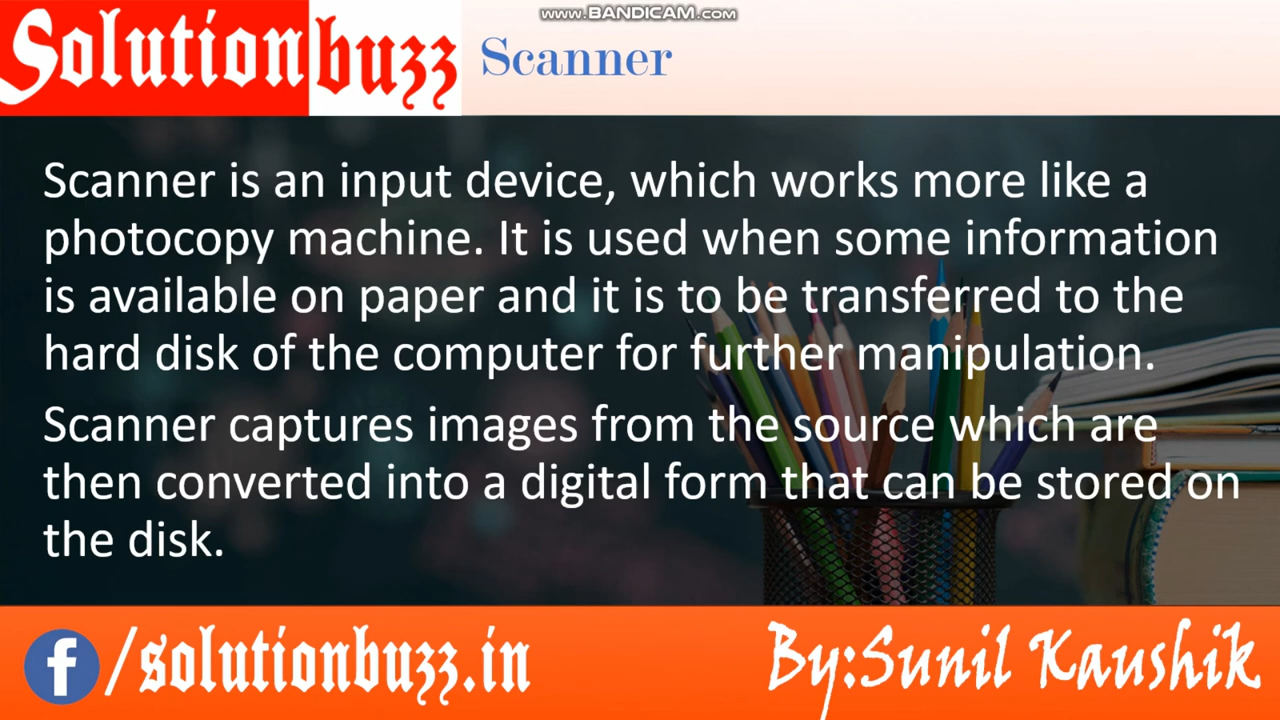 www.BANDICAM.com
Solutionbuzz
Scanner
Scanner is an input device, which works more like a
photocopy machine. It is used when some information
is available on paper and it is to be transferred to the
hard disk of the computer for further manipulation.
Scanner captures images from the source which are
then converted into a digital form that can be stored on
the disk.
f/solutionbuzz.in
By:Sunil Kaushik